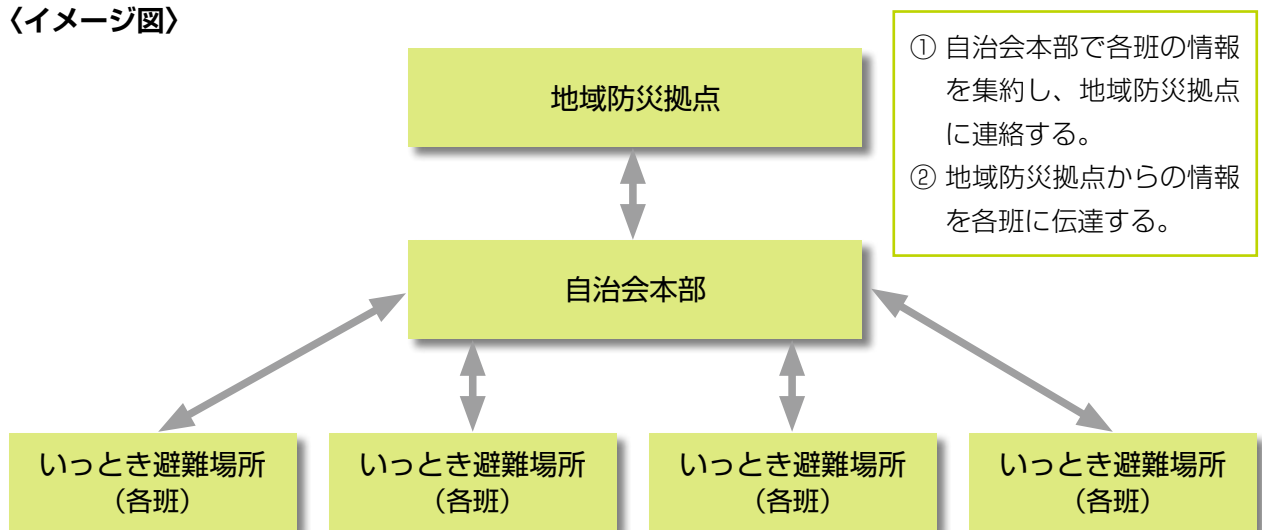 〈イメージ図〉
地域防災拠点
① 自治会本部で各班の情報
を集約し、地域防災拠点
に連絡する。
② 地域防災拠点からの情報
を各班に伝達する。
自治会本部
いっとき避難場所
（各班）
いっとき避難場所
（各班）
いっとき避難場所
（各班）
いっとき避難場所
（各班）